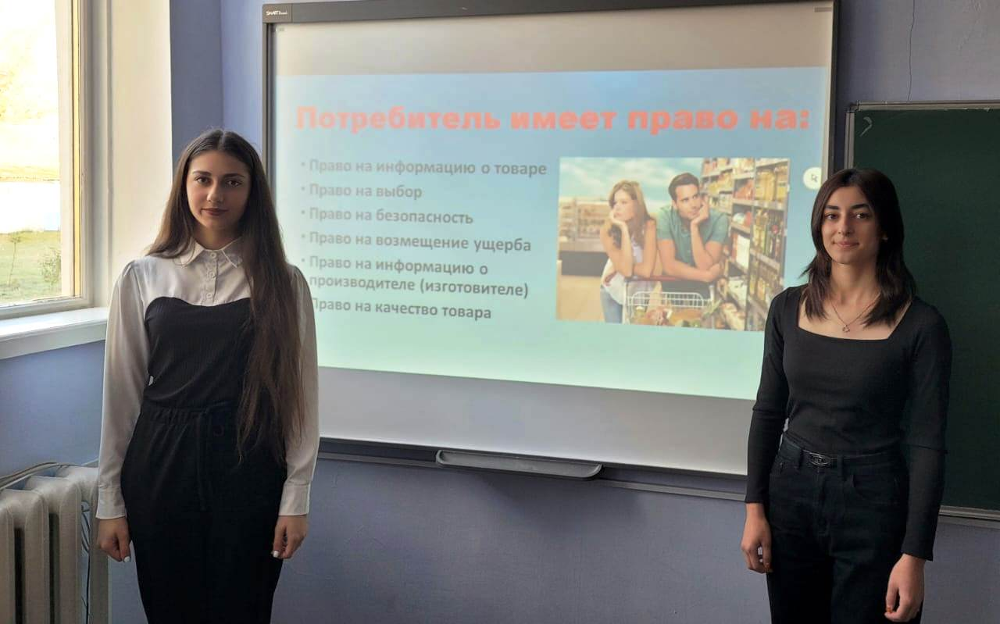 SMART
Потребитель имеет право на:
• Право на информацию о товаре
• Право на выбор
• Право на безопасность
• Право на возмещение ущерба
• Право на информацию о
производителе (изготовителе)
Право на качество товара